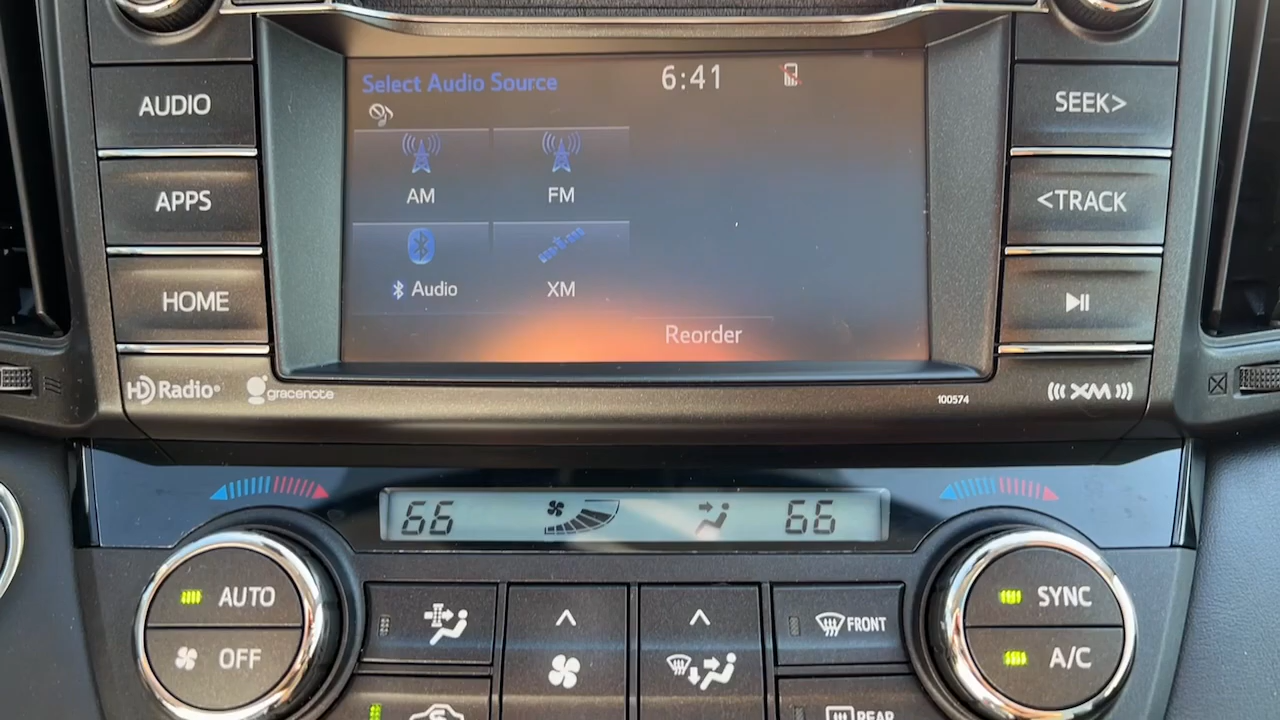 AUDIO
APPS
HOME
Select Audio Source
6:41
AM
FM
Audio
XM
Reorder
SEEK>
<TRACK
HD Radio®
gracenote
100574
((( XM )))
66
66
AUTO
OFF
FRONT
SYNC
A/C
REAR